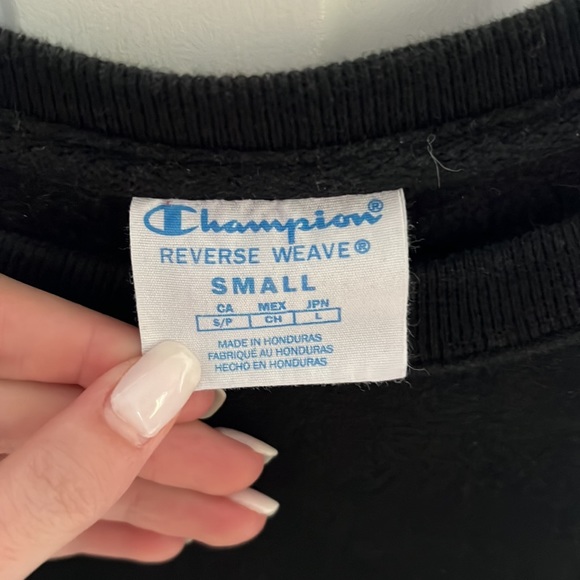 Champion®
REVERSE WEAVE®
SMALL
CA MEX JPN
S/P CH L
MADE IN HONDURAS
FABRIQUÉ AU HONDURAS
HECHO EN HONDURAS